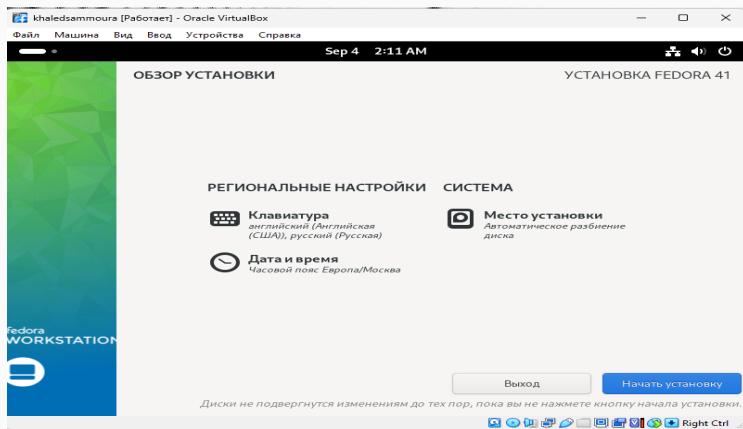 khaledsammoura [Работает] - Oracle VirtualBox
Файл Машина Вид Ввод Устройства Справка
Sep 4 2:11 AM
ОБЗОР УСТАНОВКИ
УСТАНОВКА FEDORA 41
РЕГИОНАЛЬНЫЕ НАСТРОЙКИ
Клавиатура
английский (Английская
(США)), русский (Русская)
Дата и время
Часовой пояс Европа/Москва
СИСТЕМА
Место установки
Автоматическое разбиение
диска
fedora
WORKSTATION
Выход
Начать установку
Диски не подвергнутся изменениям до тех пор, пока вы не нажмете кнопку начала установки.
Right Ctrl